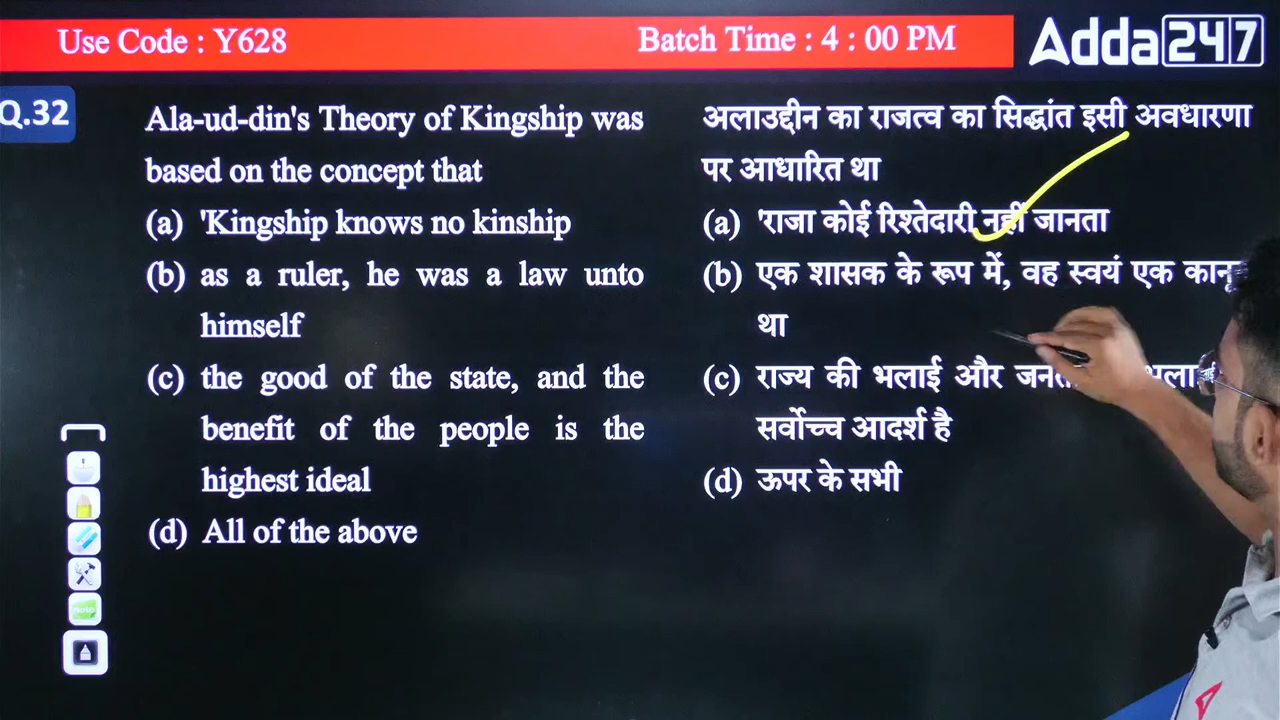 Use Code : Y628
Batch Time : 4 : 00 PM
Adda247
Q.32
Ala-ud-din's Theory of Kingship was
based on the concept that
(a) 'Kingship knows no kinship
(b) as a ruler, he was a law unto
himself
(c) the good of the state, and the
benefit of the people is the
highest ideal
(d) All of the above
अलाउद्दीन का राजत्व का सिद्धांत इसी अवधारणा
पर आधारित था
(a) 'राजा कोई रिश्तेदारी नहीं जानता
(b) एक शासक के रूप में, वह स्वयं एक
था
(c) राज्य की भलाई और
सर्वोच्च आदर्श है
(d) ऊपर के सभी